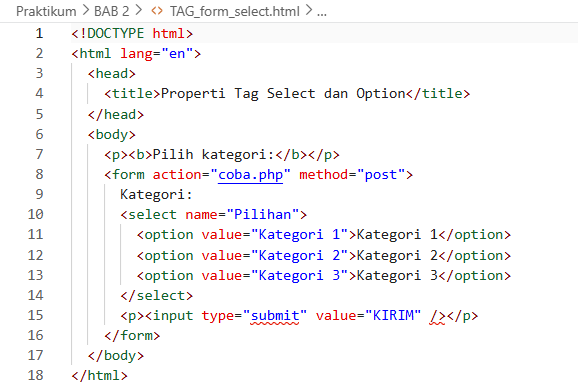 Praktikum > BAB 2 > <> TAG_form_select.html > ...
1 <!DOCTYPE html>
2 <html lang="en">
3 <head>
4 <title>Properti Tag Select dan Option</title>
5 </head>
6 <body>
7 <p><b>Pilih kategori:</b></p>
8 <form action="coba.php" method="post">
9 Kategori:
10 <select name="Pilihan">
11 <option value="Kategori 1">Kategori 1</option>
12 <option value="Kategori 2">Kategori 2</option>
13 <option value="Kategori 3">Kategori 3</option>
14 </select>
15 <p><input type="submit" value="KIRIM" /></p>
16 </form>
17 </body>
18 </html>